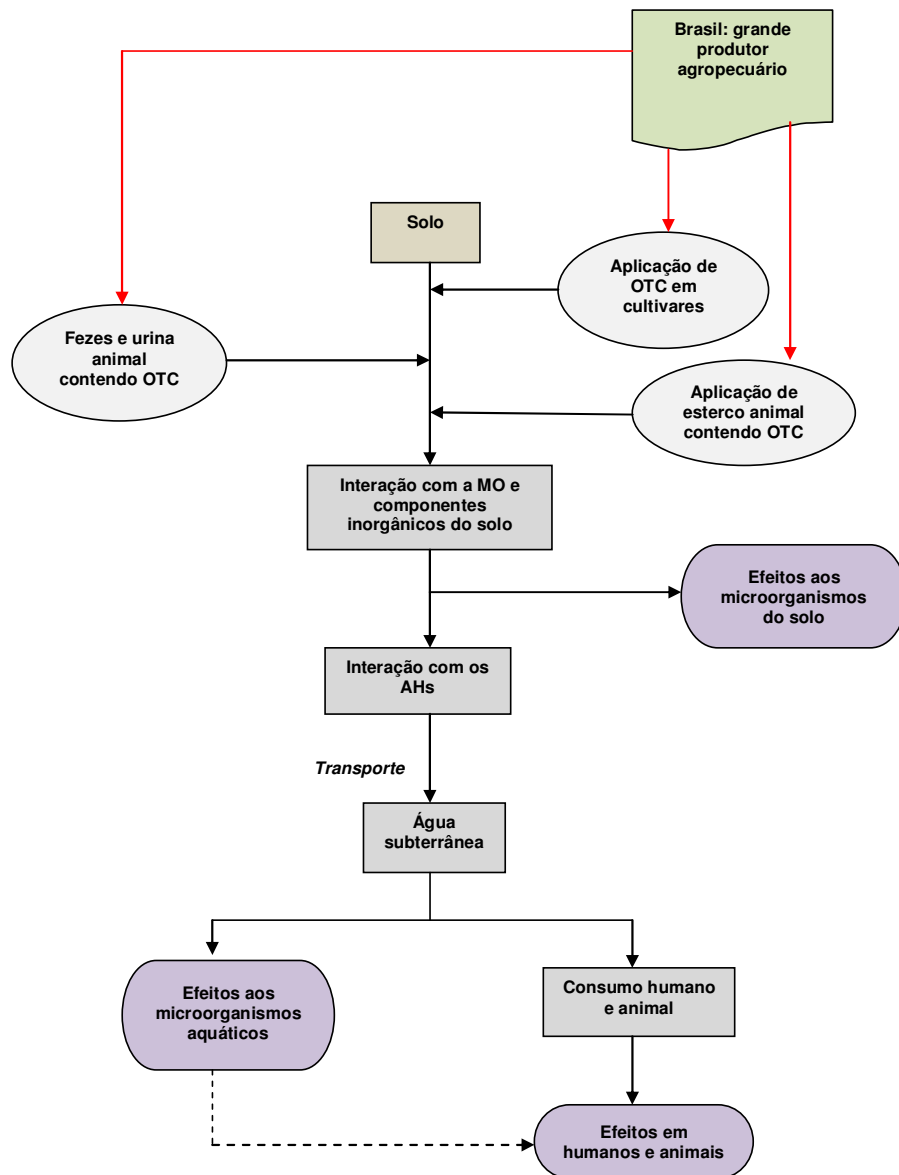 Brasil: grande
produtor
agropecuário
Solo
Aplicação de
OTC em
cultivares
Fezes e urina
animal
contendo OTC
Aplicação de
esterco animal
contendo OTC
Interação com a MO e
componentes
inorgânicos do solo
Efeitos aos
microorganismos
do solo
Interação com os
AHs
Transporte
Água
subterrânea
Efeitos aos
microorganismos
aquáticos
Consumo humano
e animal
Efeitos em
humanos e animais